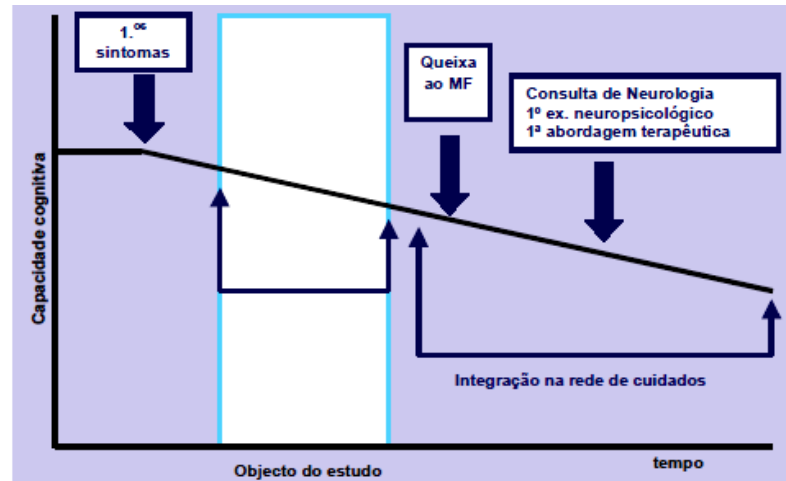 1.ºˢ
sintomas
Queixa
ao MF
Consulta de Neurologia
1º ex. neuropsicológico
1ª abordagem terapêutica
Capacidade cognitiva
Integração na rede de cuidados
Objecto do estudo
tempo